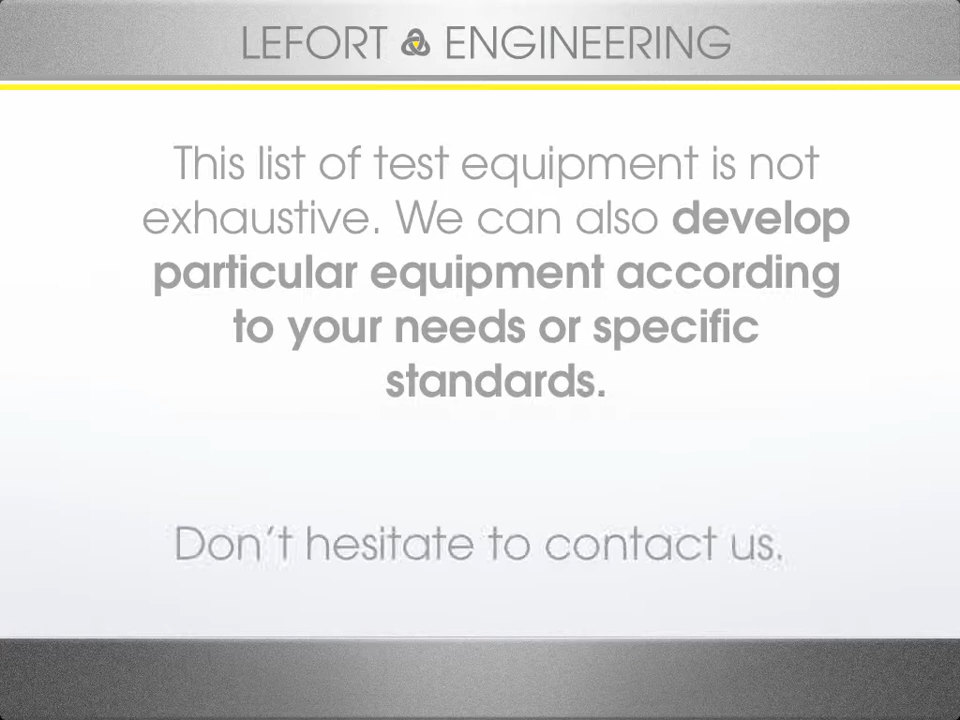 LEFORT ENGINEERING
This list of test equipment is not
exhaustive. We can also develop
particular equipment according
to your needs or specific
standards.
Don't hesitate to contact us.